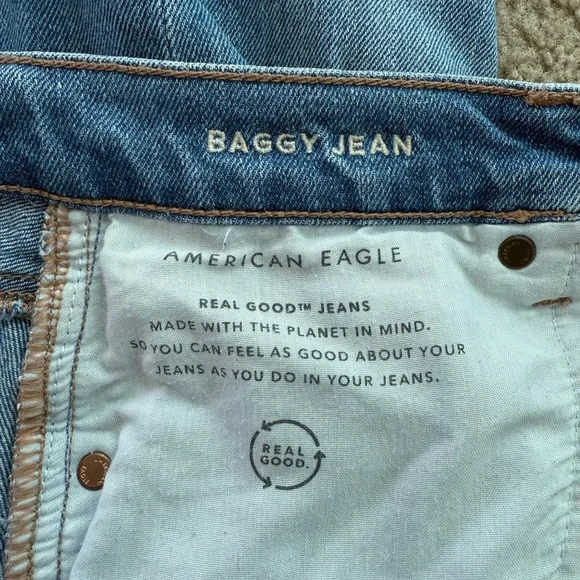 BAGGY JEAN
AMERICAN EAGLE
REAL GOOD™ JEANS
MADE WITH THE PLANET IN MIND.
SO YOU CAN FEEL AS GOOD ABOUT YOUR
JEANS AS YOU DO IN YOUR JEANS.
REAL
GOOD.